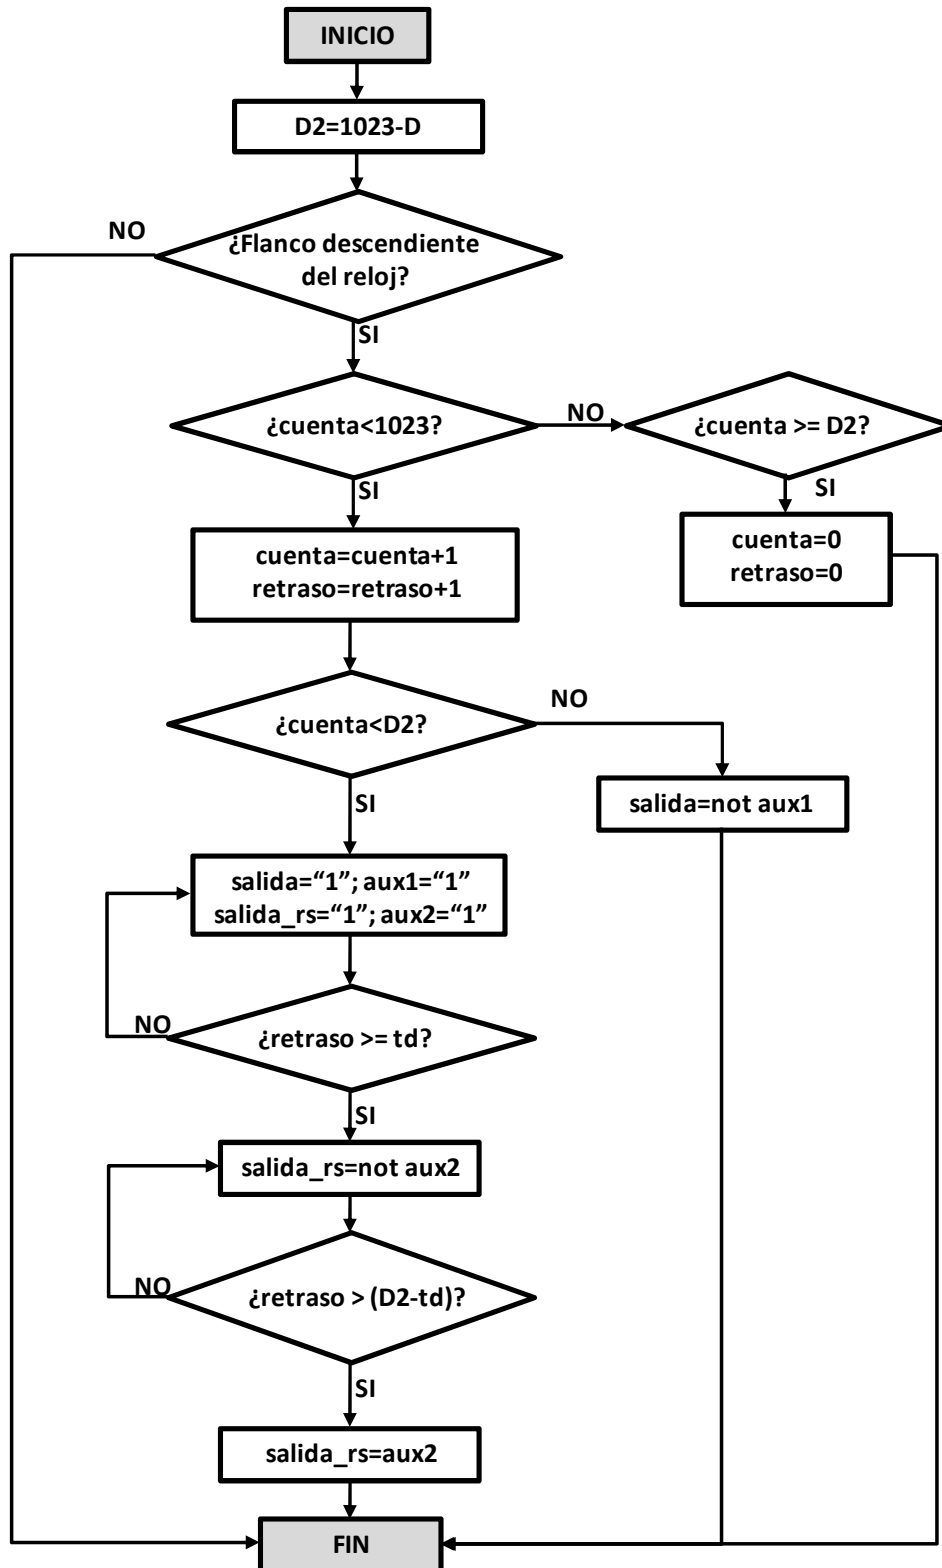 INICIO
D2=1023-D
NO
¿Flanco descendiente
del reloj?
SI
¿cuenta<1023?
NO
¿cuenta >= D2?
SI
SI
cuenta=cuenta+1
retraso=retraso+1
cuenta=0
retraso=0
¿cuenta<D2?
NO
SI
salida=not aux1
salida="1"; aux1="1"
salida_rs="1"; aux2="1"
NO
¿retraso >= td?
SI
salida_rs=not aux2
NO
¿retraso > (D2-td)?
SI
salida_rs=aux2
FIN